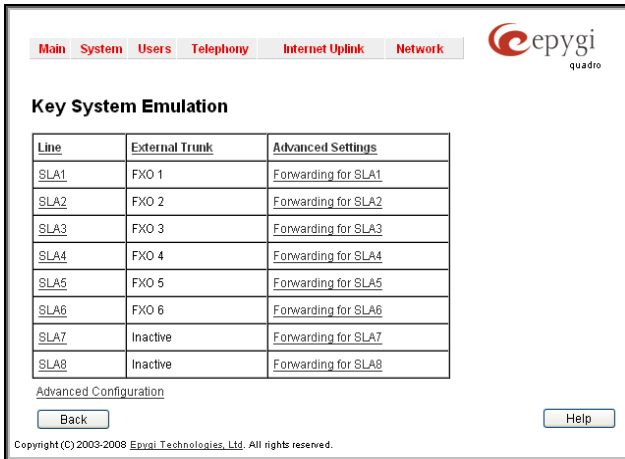 epygi
quadro
Main System Users Telephony Internet Uplink Network
Key System Emulation
Line External Trunk Advanced Settings
SLA1 FXO 1 Forwarding for SLA1
SLA2 FXO 2 Forwarding for SLA2
SLA3 FXO 3 Forwarding for SLA3
SLA4 FXO 4 Forwarding for SLA4
SLA5 FXO 5 Forwarding for SLA5
SLA6 FXO 6 Forwarding for SLA6
SLA7 Inactive Forwarding for SLA7
SLA8 Inactive Forwarding for SLA8
Advanced Configuration
Back Help
Copyright (C) 2003-2008 Epygi Technologies, Ltd. All rights reserved.